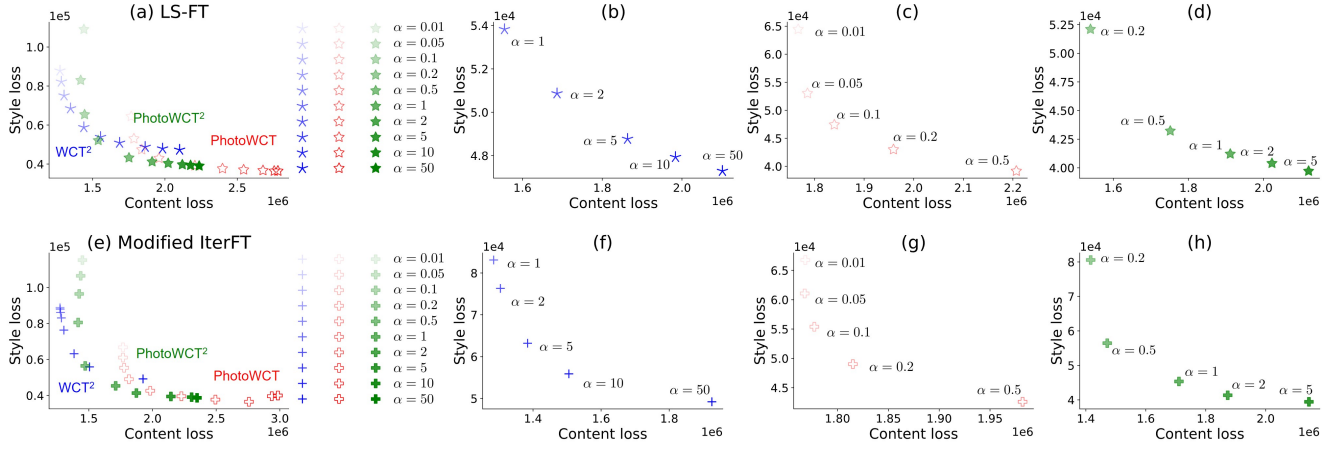 (a) LS-FT
1e5
Style loss
1.0
0.8
0.6
0.4
1.5
2.0
2.5
Content loss
1e6
PhotoWCT²
PhotoWCT
WCT²
α = 0.01
α = 0.05
α = 0.1
α = 0.2
α = 0.5
α = 1
α = 2
α = 5
α = 10
α = 50
(b)
1e4
Style loss
5.4
5.2
5.0
4.8
1.6
1.8
2.0
Content loss
1e6
α = 1
α = 2
α = 5
α = 10
α = 50
(c)
1e4
Style loss
6.5
6.0
5.5
5.0
4.5
4.0
1.8
1.9
2.0
2.1
2.2
Content loss
1e6
α = 0.01
α = 0.05
α = 0.1
α = 0.2
α = 0.5
(d)
1e4
Style loss
5.25
5.00
4.75
4.50
4.25
4.00
1.6
1.8
2.0
Content loss
1e6
α = 0.2
α = 0.5
α = 1
α = 2
α = 5
(e) Modified IterFT
1e5
Style loss
1.0
0.8
0.6
0.4
1.5
2.0
2.5
3.0
Content loss
1e6
PhotoWCT²
PhotoWCT
WCT²
α = 0.01
α = 0.05
α = 0.1
α = 0.2
α = 0.5
α = 1
α = 2
α = 5
α = 10
α = 50
(f)
1e4
Style loss
8
7
6
5
1.4
1.6
1.8
Content loss
1e6
α = 1
α = 2
α = 5
α = 10
α = 50
(g)
1e4
Style loss
6.5
6.0
5.5
5.0
4.5
1.80
1.85
1.90
1.95
Content loss
1e6
α = 0.01
α = 0.05
α = 0.1
α = 0.2
α = 0.5
(h)
1e4
Style loss
8
7
6
5
4
1.4
1.6
1.8
2.0
Content loss
1e6
α = 0.2
α = 0.5
α = 1
α = 2
α = 5